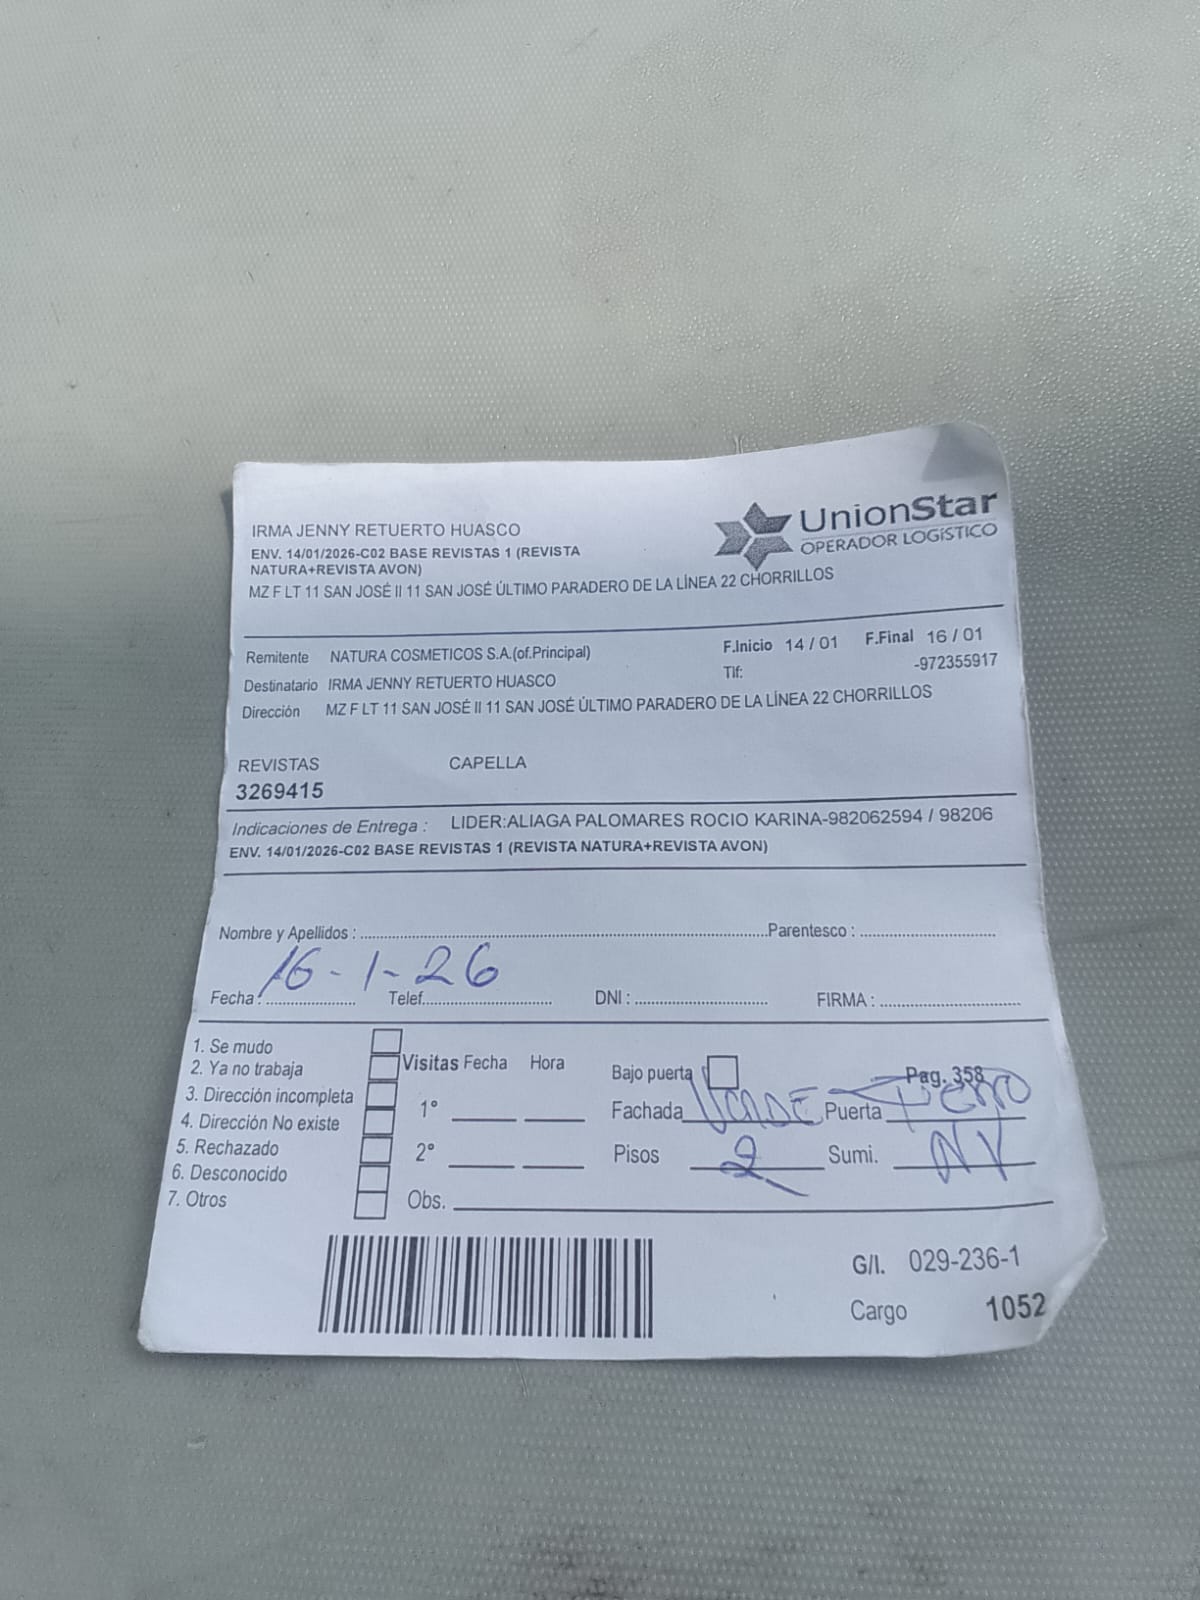 IRMA JENNY RETUERTO HUASCO
ENV. 14/01/2026-C02 BASE REVISTAS 1 (REVISTA
NATURA+REVISTA AVON)
MZ F LT 11 SAN JOSÉ II 11 SAN JOSÉ ÚLTIMO PARADERO DE LA LÍNEA 22 CHORRILLOS
UnionStar
OPERADOR LOGÍSTICO
Remitente NATURA COSMETICOS S.A.(of.Principal) F.Inicio 14 / 01 F.Final 16 / 01
Destinatario IRMA JENNY RETUERTO HUASCO Tlf: -972355917
Dirección MZ F LT 11 SAN JOSÉ II 11 SAN JOSÉ ÚLTIMO PARADERO DE LA LÍNEA 22 CHORRILLOS
REVISTAS CAPELLA
3269415
Indicaciones de Entrega : LIDER:ALIAGA PALOMARES ROCIO KARINA-982062594 / 98206
ENV. 14/01/2026-C02 BASE REVISTAS 1 (REVISTA NATURA+REVISTA AVON)
Nombre y Apellidos : Parentesco :
16-1-26
Fecha : Telef. DNI : FIRMA :
1. Se mudo
2. Ya no trabaja
3. Dirección incompleta
4. Dirección No existe
5. Rechazado
6. Desconocido
7. Otros
Visitas Fecha Hora
1°
2°
Obs.
Bajo puerta Pag. 358
Fachada Verde Puerta Fierro
Pisos 2 Sumi. NV
G/I. 029-236-1
Cargo 1052